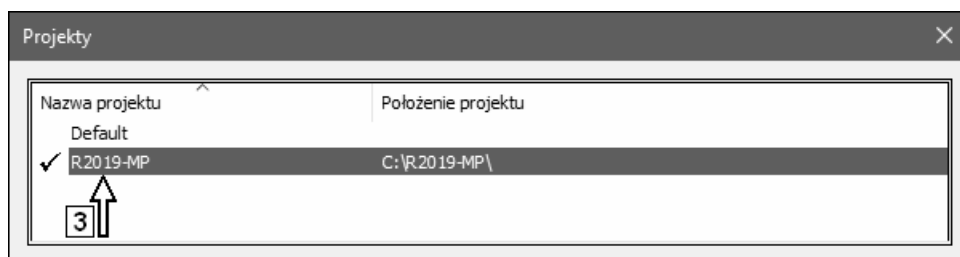 Projekty
Nazwa projektu Położenie projektu
Default
R2019-MP C:\R2019-MP\
3